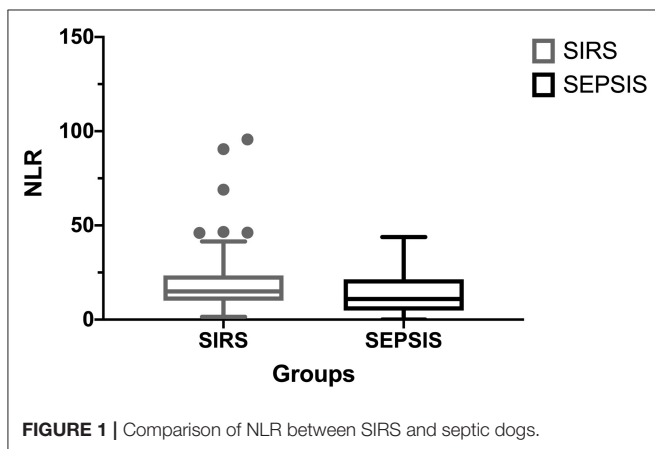 150
100
50
0
NLR
SIRS
SEPSIS
SIRS
SEPSIS
Groups
FIGURE 1 | Comparison of NLR between SIRS and septic dogs.